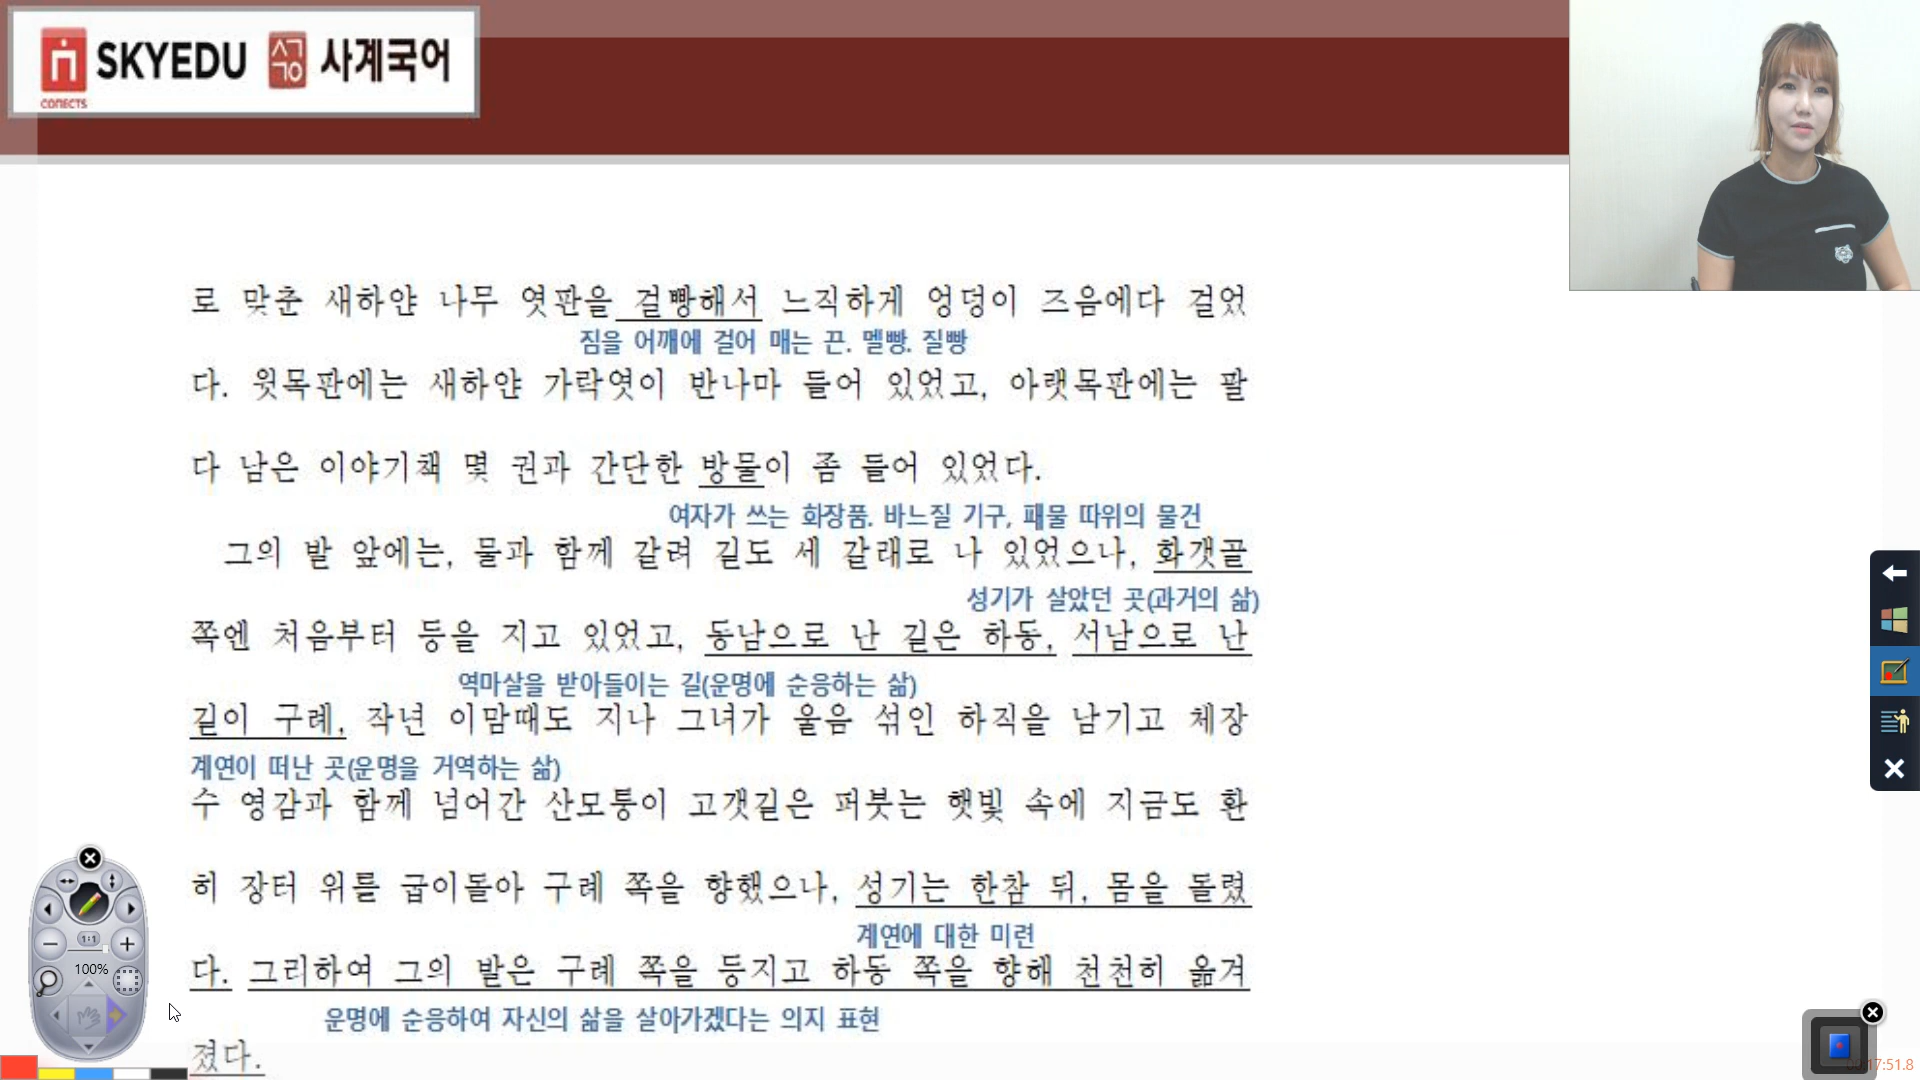 SKYEDU 사계국어
CONECTS
로 맞춘 새하얀 나무 엿판을 걸빵해서 느직하게 엉덩이 즈음에다 걸었
짐을 어깨에 걸어 매는 끈. 멜빵. 질빵
다. 윗목판에는 새하얀 가락엿이 반나마 들어 있었고, 아랫목판에는 팔
다 남은 이야기책 몇 권과 간단한 방물이 좀 들어 있었다.
여자가 쓰는 화장품. 바느질 기구, 패물 따위의 물건
그의 발 앞에는, 물과 함께 갈려 길도 세 갈래로 나 있었으나, 화갯골
성기가 살았던 곳(과거의 삶)
쪽엔 처음부터 등을 지고 있었고, 동남으로 난 길은 하동, 서남으로 난
역마살을 받아들이는 길(운명에 순응하는 삶)
길이 구례, 작년 이맘때도 지나 그녀가 울음 섞인 하직을 남기고 체장
계연이 떠난 곳(운명을 거역하는 삶)
수 영감과 함께 넘어간 산모퉁이 고갯길은 퍼붓는 햇빛 속에 지금도 환
히 장터 위를 굽이돌아 구례 쪽을 향했으나, 성기는 한참 뒤, 몸을 돌렸
계연에 대한 미련
다. 그리하여 그의 발은 구례 쪽을 등지고 하동 쪽을 향해 천천히 옮겨
운명에 순응하여 자신의 삶을 살아가겠다는 의지 표현
졌다.
1:1
100%
17:51.8